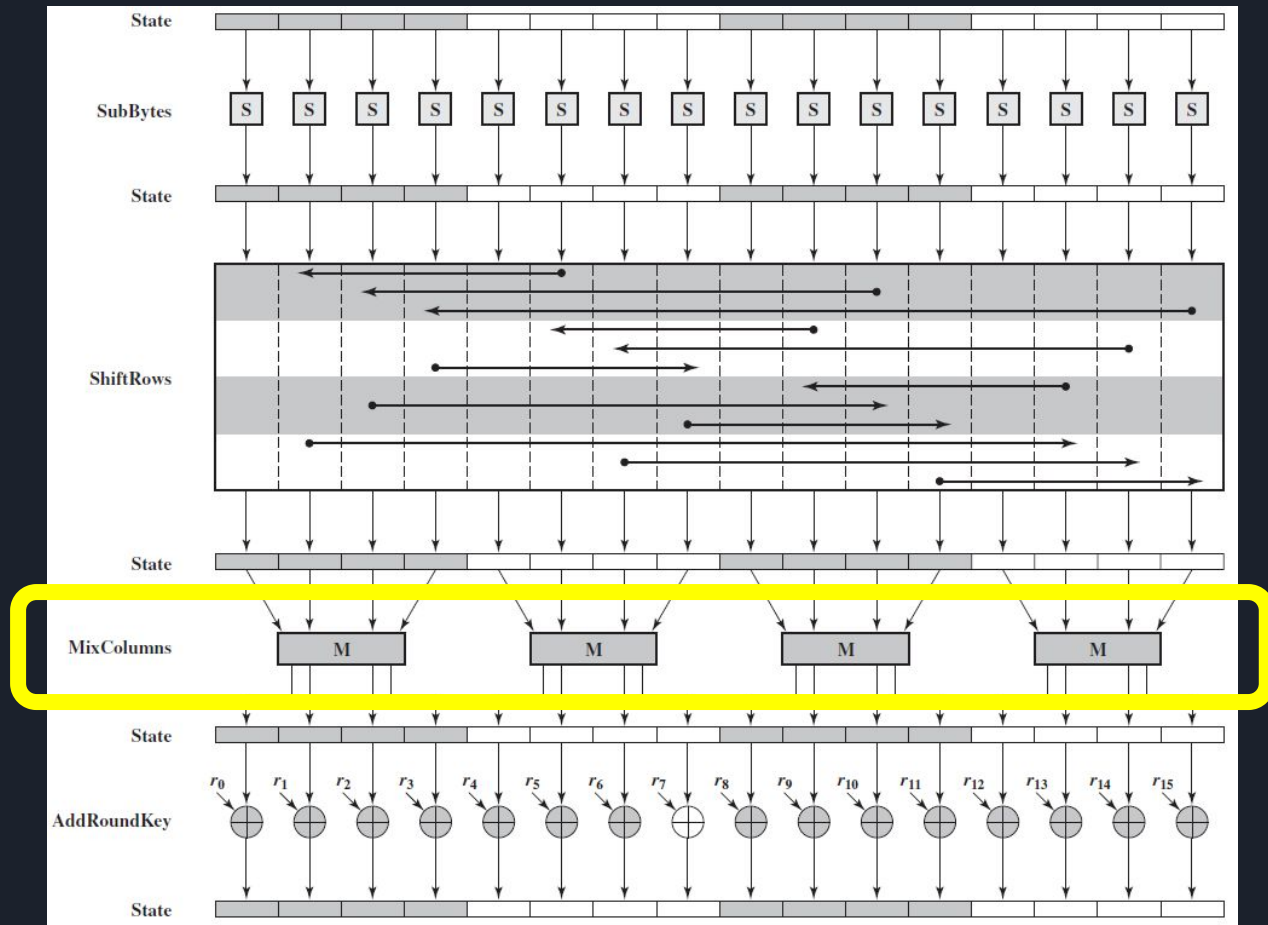 State
SubBytes
S S S S S S S S S S S S S S S S
State
ShiftRows
State
MixColumns
M M M M
State
r0 r1 r2 r3 r4 r5 r6 r7 r8 r9 r10 r11 r12 r13 r14 r15
AddRoundKey
State